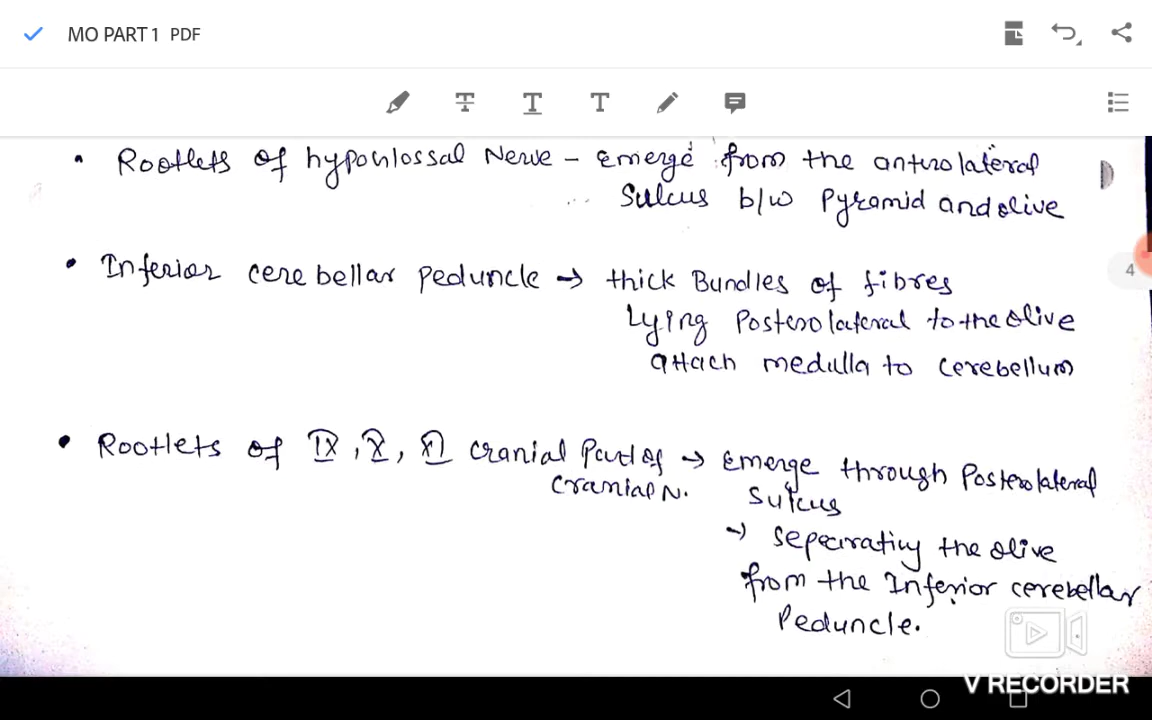 MO PART 1 PDF
• Rootlets of hypoglossal Nerve – Emerge from the anterolateral
Sulcus b/w Pyramid and olive
4
• Inferior cerebellar Peduncle → thick Bundles of fibres
Lying Posterolateral to the olive
attach medulla to cerebellum
• Rootlets of IX, X, XI cranial Part of → Emerge through Posterolateral
cranial N. Sulcus
→ Separating the olive
from the Inferior cerebellar
Peduncle.
V RECORDER